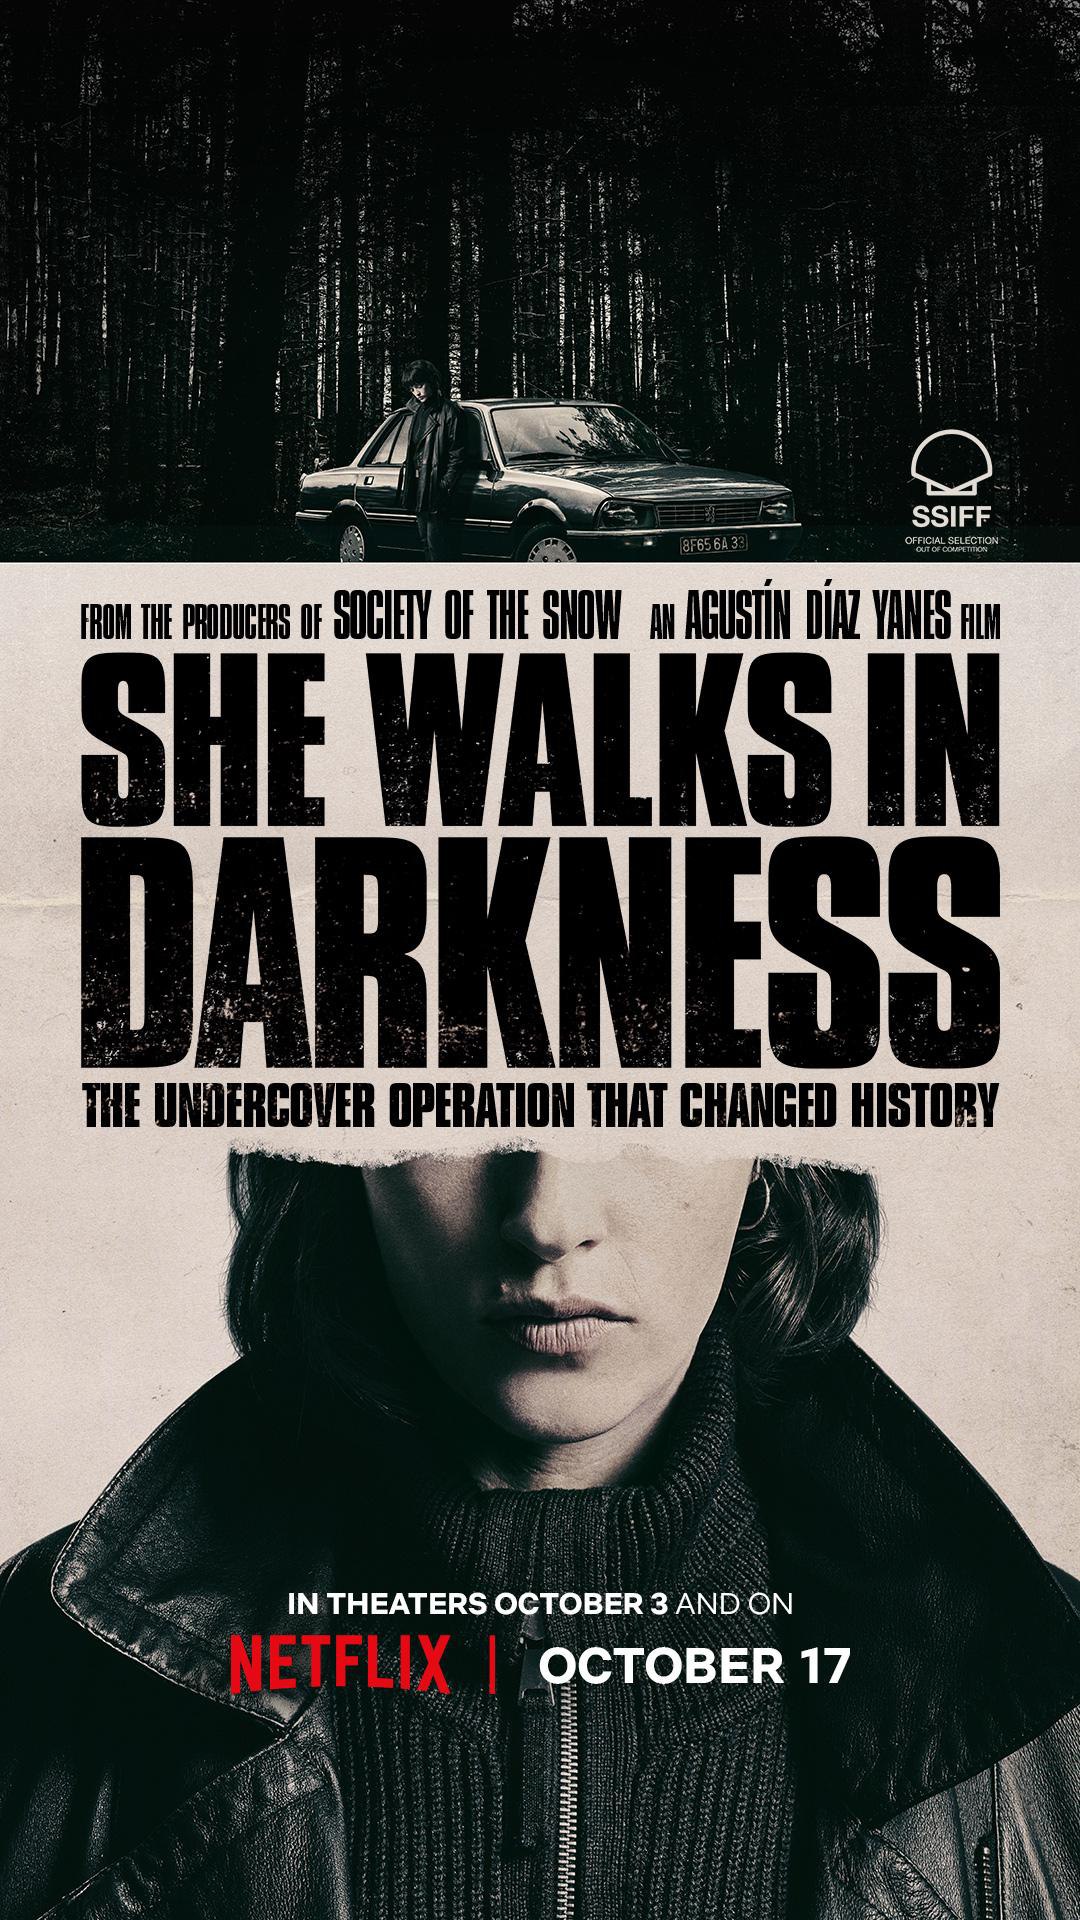 SSIFF
OFFICIAL SELECTION
OUT OF COMPETITION
8F65 6A 33
FROM THE PRODUCERS OF SOCIETY OF THE SNOW AN AGUSTÍN DÍAZ YANES FILM
SHE WALKS IN
DARKNESS
THE UNDERCOVER OPERATION THAT CHANGED HISTORY
IN THEATERS OCTOBER 3 AND ON
NETFLIX | OCTOBER 17